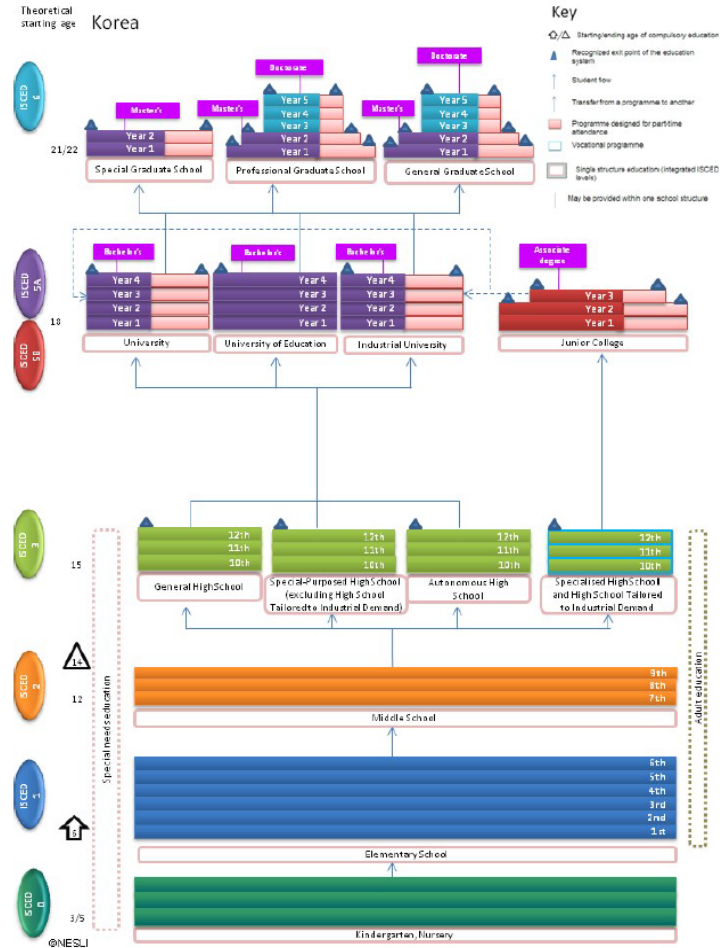 Theoretical
starting age
Korea
Key
Starting/ending age of compulsory education
Recognized exit point of the education
system
Student flow
Transfer from a programme to another
Programme designed for part-time
attendance
Vocational programme
Single structure education (integrated ISCED
levels)
May be provided within one school structure
ISCED
6
21/22
Doctorate
Doctorate
Master's
Master's
Master's
Year 5
Year 4
Year 3
Year 2
Year 1
Year 5
Year 4
Year 3
Year 2
Year 1
Year 2
Year 1
Special Graduate School
Professional Graduate School
General Graduate School
ISCED
5A
ISCED
5B
18
Bachelor's
Bachelor's
Bachelor's
Associate
degree
Year 4
Year 3
Year 2
Year 1
Year 4
Year 3
Year 2
Year 1
Year 4
Year 3
Year 2
Year 1
Year 3
Year 2
Year 1
University
University of Education
Industrial University
Junior College
ISCED
3
15
12th
11th
10th
12th
11th
10th
12th
11th
10th
12th
11th
10th
General High School
Special-Purposed High School
(excluding High School
Tailored to Industrial Demand)
Autonomous High
School
Specialised High School
and High School Tailored
to Industrial Demand
14
ISCED
2
12
9th
8th
7th
Middle School
Special need education
Adult education
ISCED
1
6
6th
5th
4th
3rd
2nd
1st
Elementary School
ISCED
0
3/5
Kindergarten, Nursery
©NESLI